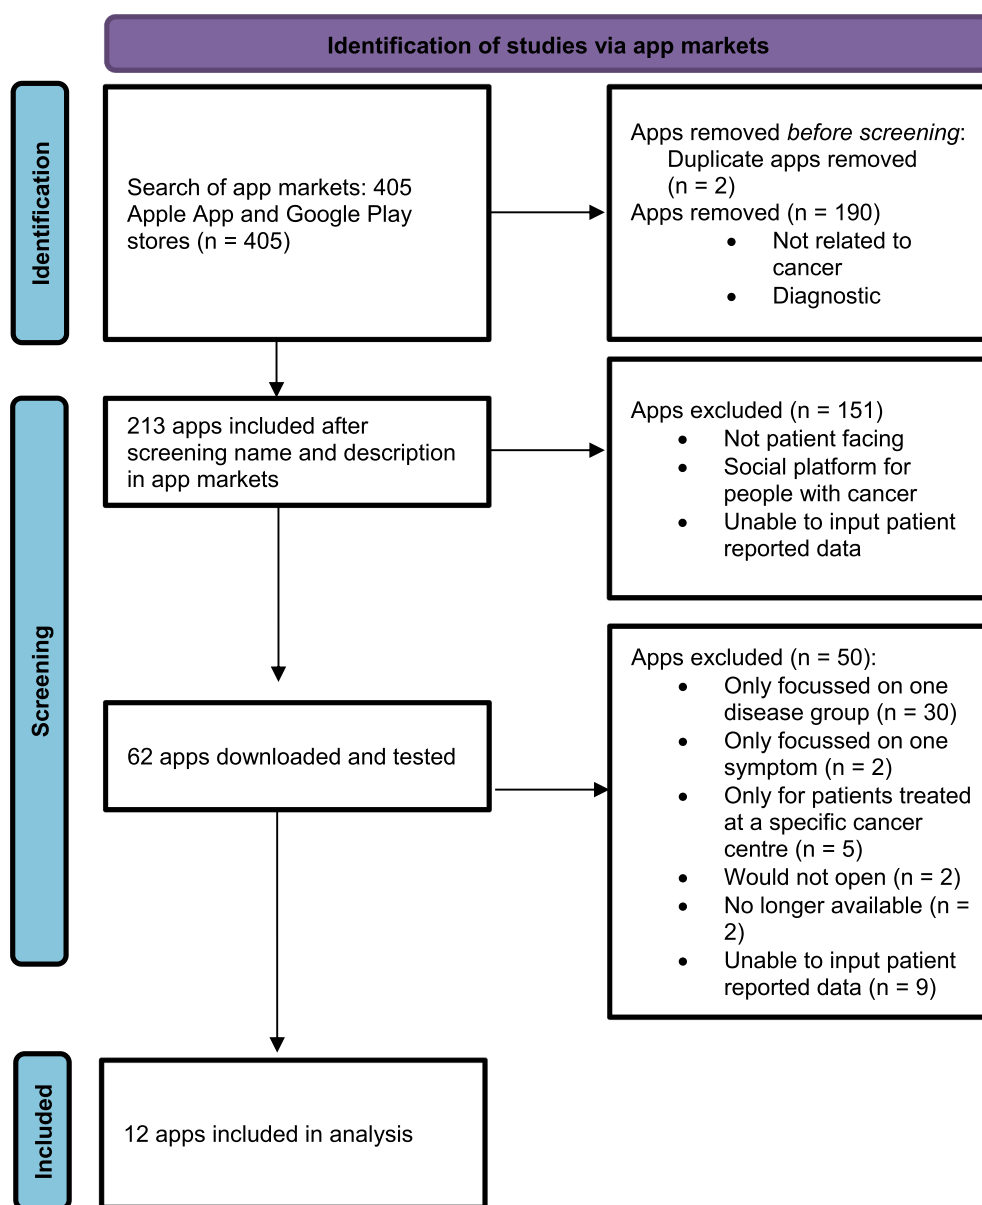 Identification of studies via app markets
Identification
Search of app markets: 405
Apple App and Google Play
stores (n = 405)
Apps removed before screening:
Duplicate apps removed
(n = 2)
Apps removed (n = 190)
• Not related to
cancer
• Diagnostic
Screening
213 apps included after
screening name and description
in app markets
Apps excluded (n = 151)
• Not patient facing
• Social platform for
people with cancer
• Unable to input patient
reported data
62 apps downloaded and tested
Apps excluded (n = 50):
• Only focussed on one
disease group (n = 30)
• Only focussed on one
symptom (n = 2)
• Only for patients treated
at a specific cancer
centre (n = 5)
• Would not open (n = 2)
• No longer available (n =
2)
• Unable to input patient
reported data (n = 9)
Included
12 apps included in analysis